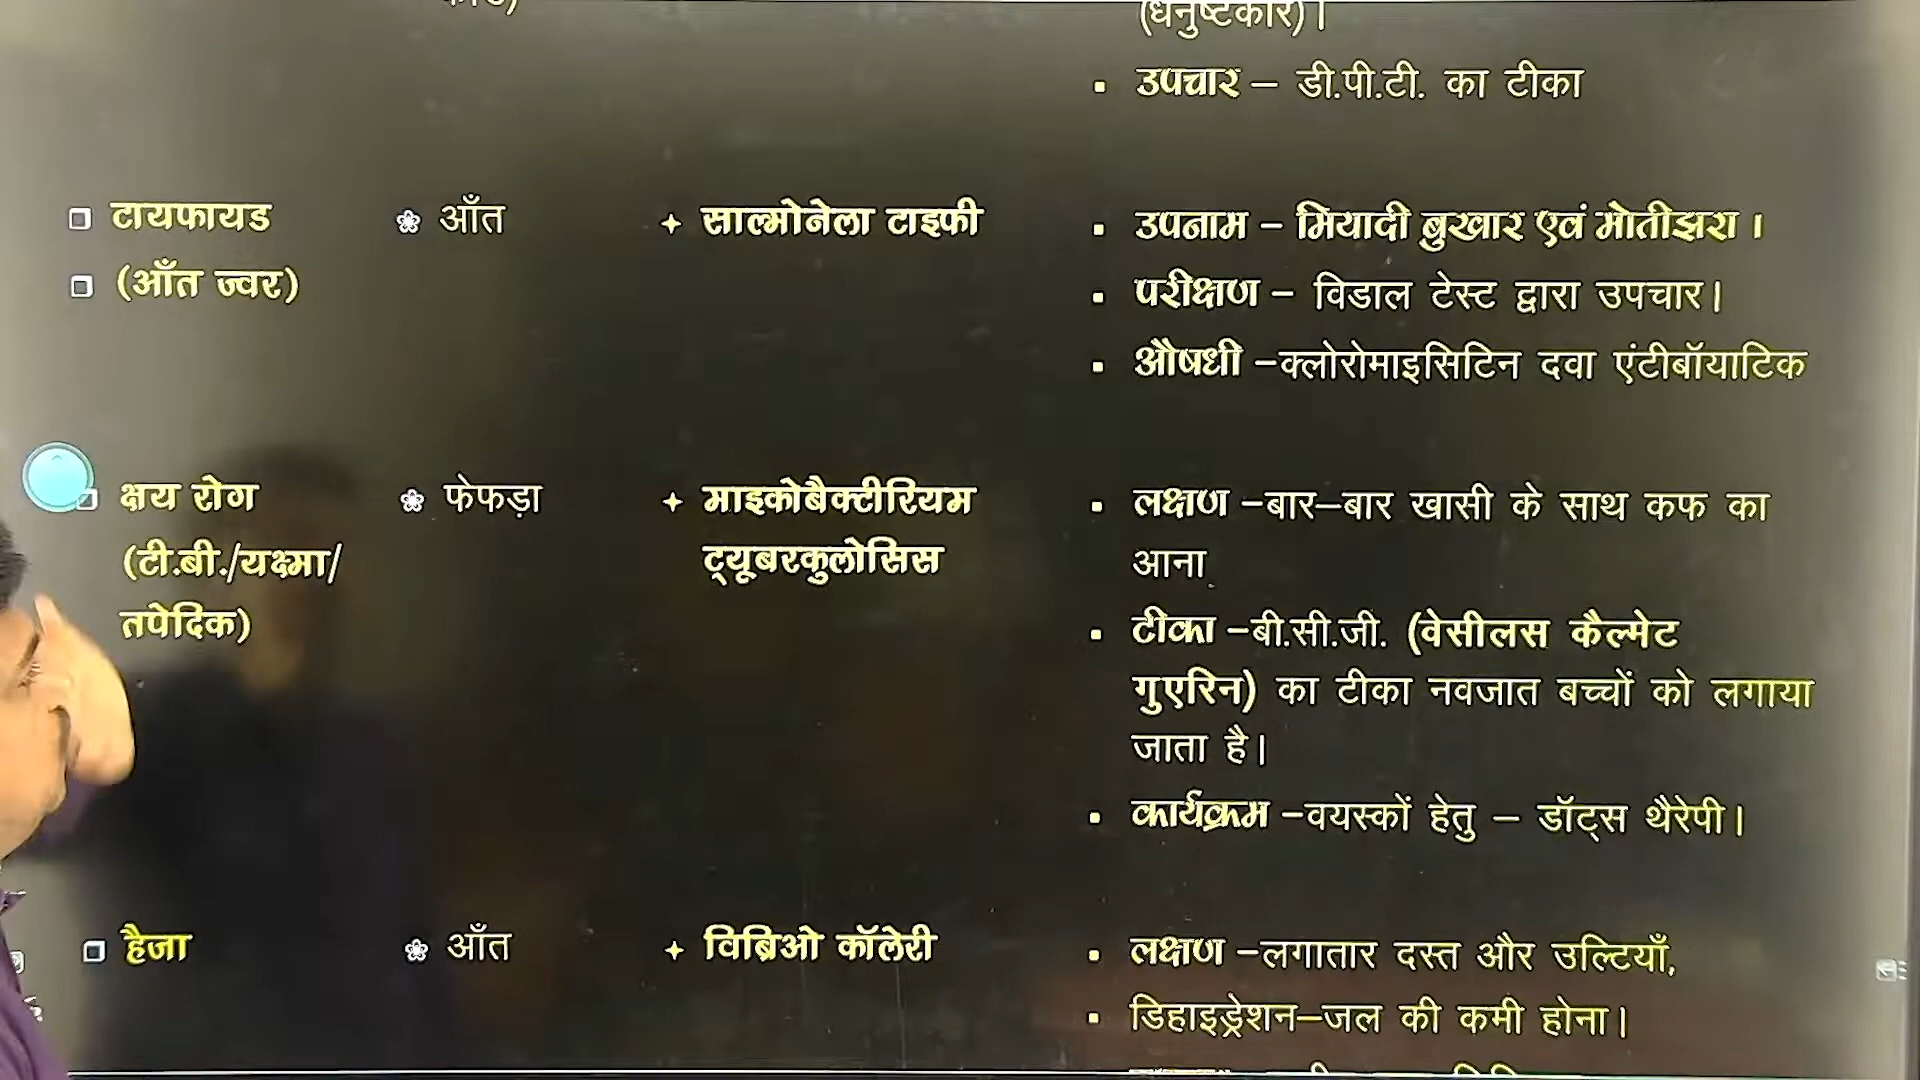 (धनुष्टंकार)।
▪ उपचार – डी.पी.टी. का टीका
❑ टायफायड ❀ आँत ✦ साल्मोनेला टाइफी ▪ उपनाम – मियादी बुखार एवं मोतीझरा ।
❑ (आँत ज्वर) ▪ परीक्षण – विडाल टेस्ट द्वारा उपचार।
▪ औषधी –क्लोरोमाइसिटिन दवा एंटीबॉयाटिक
❑ क्षय रोग ❀ फेफड़ा ✦ माइकोबैक्टीरियम ▪ लक्षण –बार–बार खासी के साथ कफ का
(टी.बी./यक्ष्मा/ ट्यूबरकुलोसिस आना
तपेदिक) ▪ टीका –बी.सी.जी. (वेसीलस कैल्मेट
गुएरिन) का टीका नवजात बच्चों को लगाया
जाता है।
▪ कार्यक्रम –वयस्कों हेतु – डॉट्स थैरेपी।
❑ हैजा ❀ आँत ✦ विब्रिओ कॉलेरी ▪ लक्षण –लगातार दस्त और उल्टियाँ,
▪ डिहाइड्रेशन–जल की कमी होना।